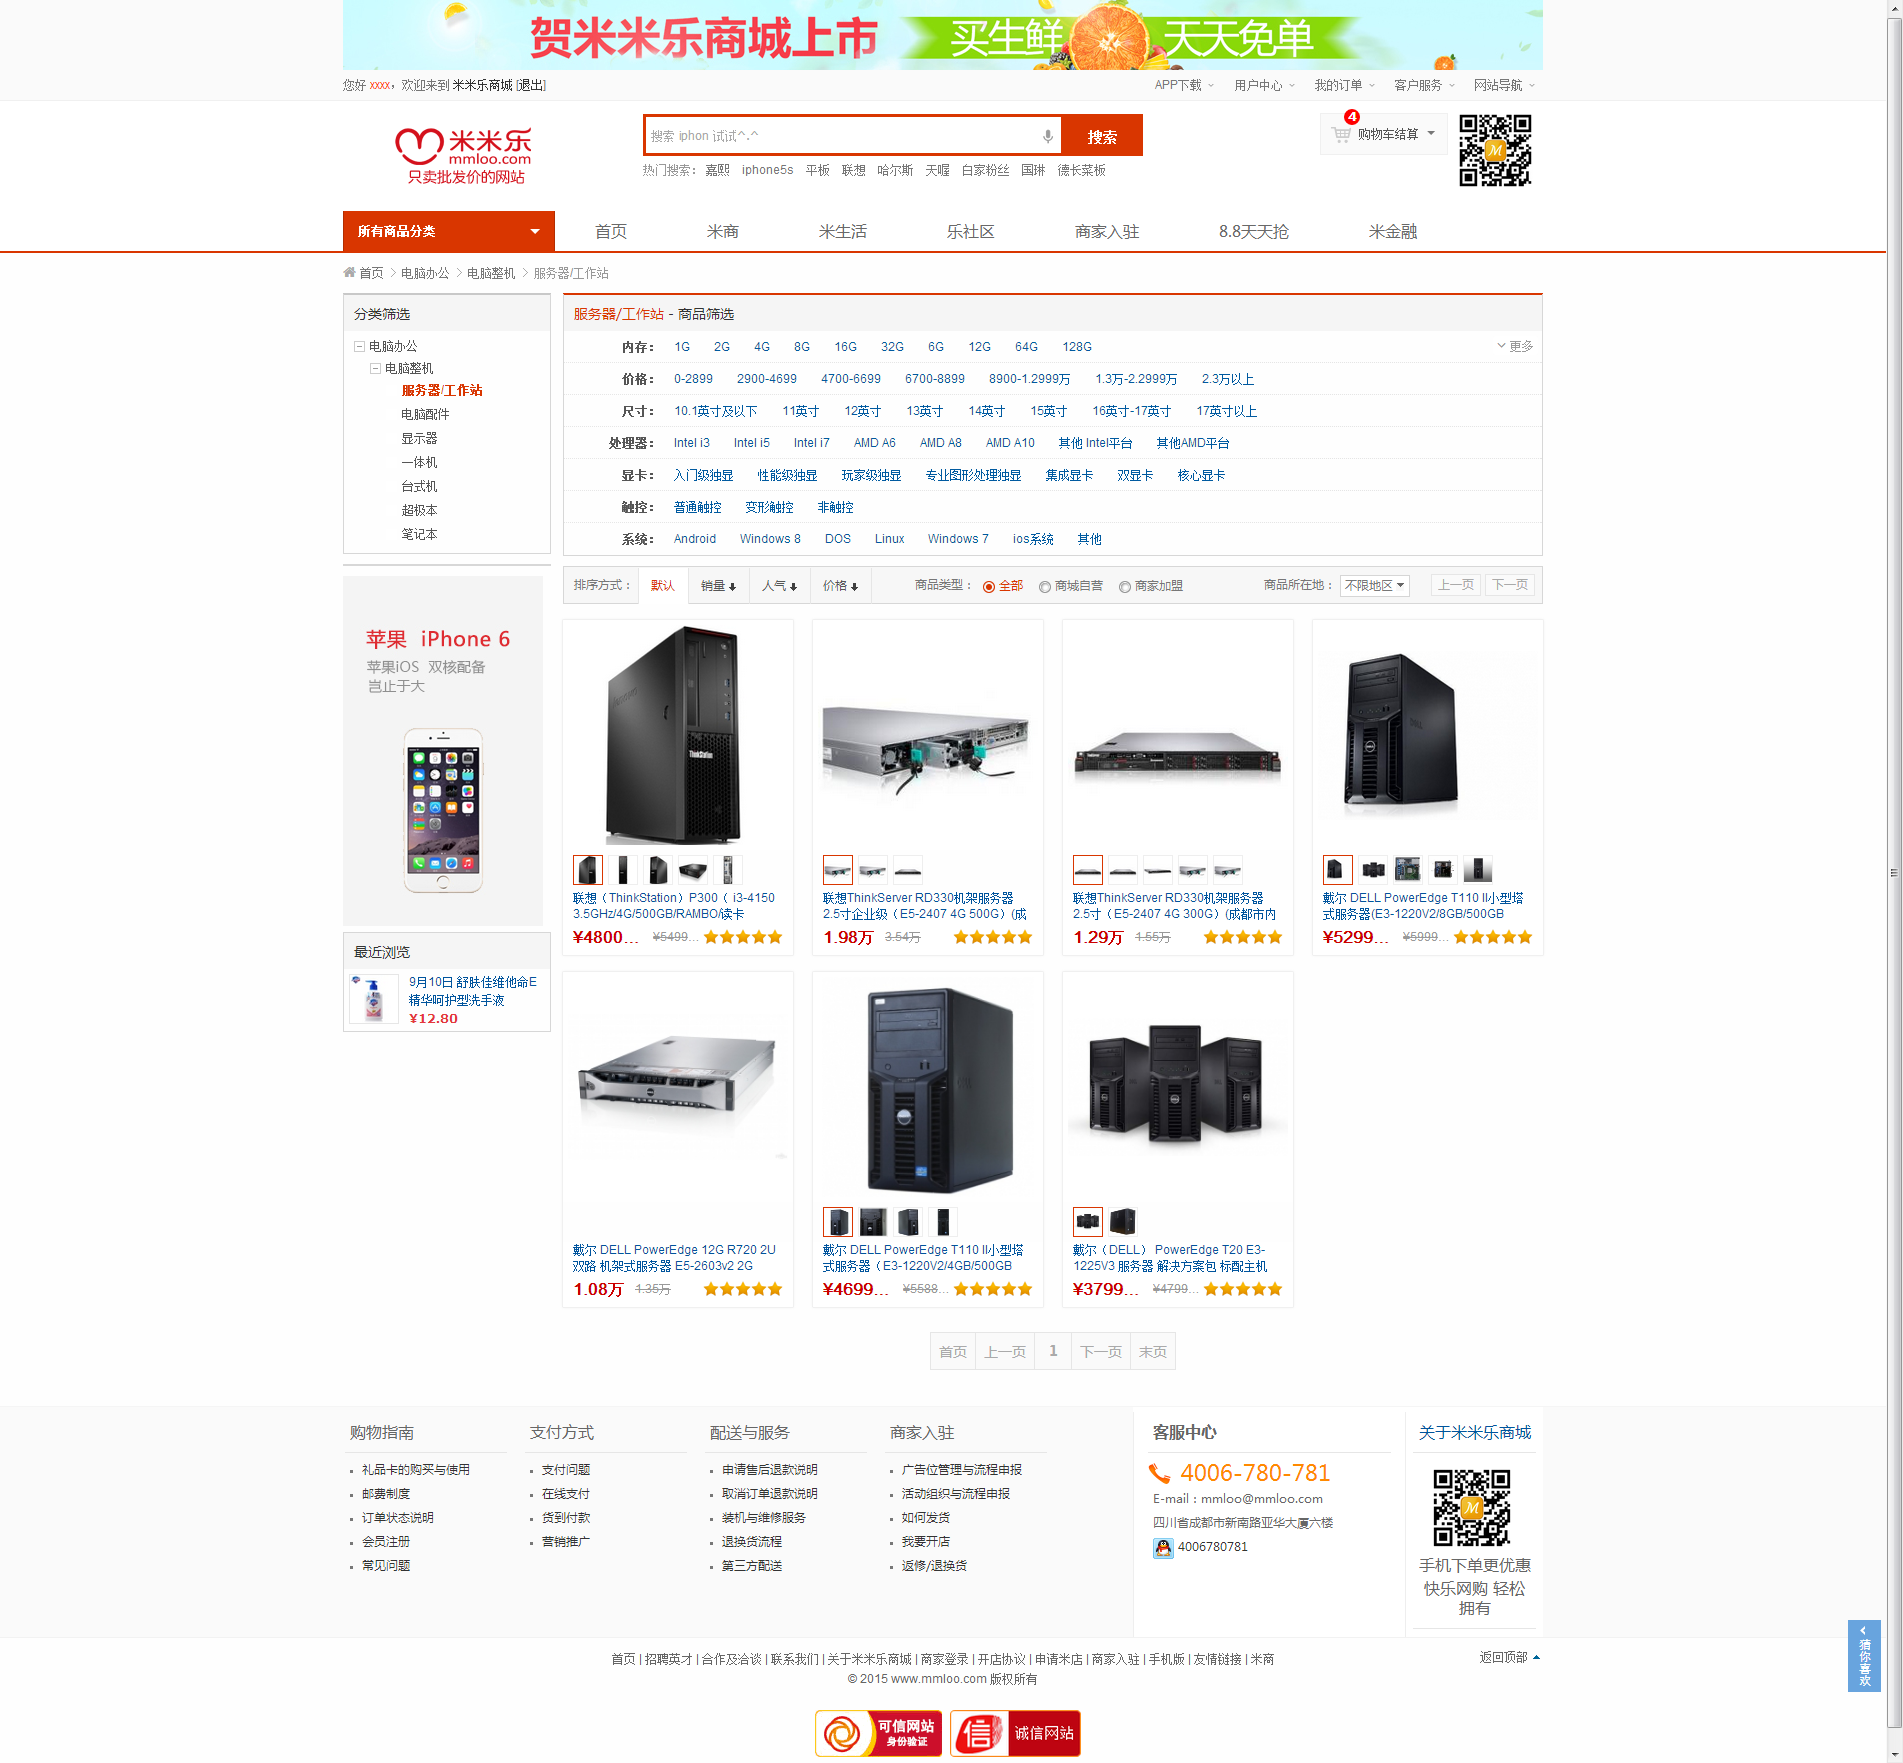 贺米米乐商城上市 买生鲜 天天免单
您好 xxxx，欢迎来到 米米乐商城 [退出]
APP下载 用户中心 我的订单 客户服务 网站导航
米米乐
mmloo.com
只卖批发价的网站
搜索 iphon 试试^.^
搜索
4
购物车结算
热门搜索： 嘉熙 iphone5s 平板 联想 哈尔斯 天喔 白家粉丝 国琳 德长菜板
所有商品分类 首页 米商 米生活 乐社区 商家入驻 8.8天天抢 米金融
首页 > 电脑办公 > 电脑整机 > 服务器/工作站
分类筛选
电脑办公
电脑整机
服务器/工作站
电脑配件
显示器
一体机
台式机
超极本
笔记本
服务器/工作站 - 商品筛选
内存： 1G 2G 4G 8G 16G 32G 6G 12G 64G 128G 更多
价格： 0-2899 2900-4699 4700-6699 6700-8899 8900-1.2999万 1.3万-2.2999万 2.3万以上
尺寸： 10.1英寸及以下 11英寸 12英寸 13英寸 14英寸 15英寸 16英寸-17英寸 17英寸以上
处理器： Intel i3 Intel i5 Intel i7 AMD A6 AMD A8 AMD A10 其他 Intel平台 其他AMD平台
显卡： 入门级独显 性能级独显 玩家级独显 专业图形处理独显 集成显卡 双显卡 核心显卡
触控： 普通触控 变形触控 非触控
系统： Android Windows 8 DOS Linux Windows 7 ios系统 其他
排序方式： 默认 销量 人气 价格 商品类型： 全部 商城自营 商家加盟 商品所在地： 不限地区 上一页 下一页
苹果 iPhone 6
苹果iOS 双核配备
岂止于大
最近浏览
9月10日 舒肤佳维他命E
精华呵护型洗手液
¥12.80
ThinkStation
联想（ThinkStation）P300（ i3-4150
3.5GHz/4G/500GB/RAMBO/读卡
¥4800... ¥5499...
联想ThinkServer RD330机架服务器
2.5寸企业级（E5-2407 4G 500G）(成
1.98万 3.54万
联想ThinkServer RD330机架服务器
2.5寸（E5-2407 4G 300G）(成都市内
1.29万 1.55万
戴尔 DELL PowerEdge T110 II小型塔
式服务器(E3-1220V2/8GB/500GB
¥5299... ¥5999...
戴尔 DELL PowerEdge 12G R720 2U
双路 机架式服务器 E5-2603v2 2G
1.08万 1.35万
戴尔 DELL PowerEdge T110 II小型塔
式服务器（E3-1220V2/4GB/500GB
¥4699... ¥5588...
戴尔（DELL） PowerEdge T20 E3-
1225V3 服务器 解决方案包 标配主机
¥3799... ¥4799...
首页 上一页 1 下一页 末页
购物指南
礼品卡的购买与使用
邮费制度
订单状态说明
会员注册
常见问题
支付方式
支付问题
在线支付
货到付款
营销推广
配送与服务
申请售后退款说明
取消订单退款说明
装机与维修服务
退换货流程
第三方配送
商家入驻
广告位管理与流程申报
活动组织与流程申报
如何发货
我要开店
返修/退换货
客服中心
4006-780-781
E-mail：mmloo@mmloo.com
四川省成都市新南路亚华大厦六楼
4006780781
关于米米乐商城
手机下单更优惠
快乐网购 轻松
拥有
首页 | 招聘英才 | 合作及洽谈 | 联系我们 | 关于米米乐商城 | 商家登录 | 开店协议 | 申请米店 | 商家入驻 | 手机版 | 友情链接 | 米商
© 2015 www.mmloo.com 版权所有
返回顶部
猜你喜欢
可信网站
身份验证
信
诚信网站